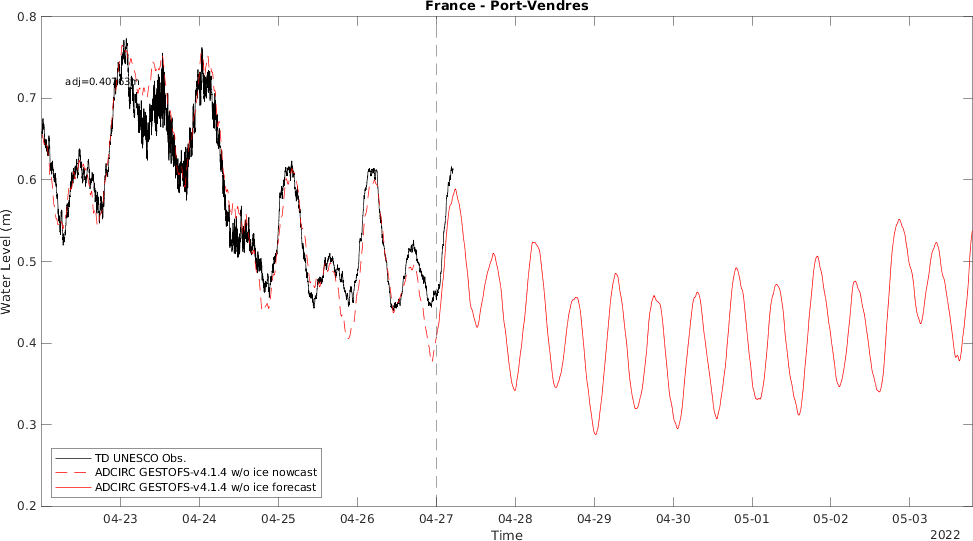 France - Port-Vendres
0.8
0.7
0.6
0.5
0.4
0.3
0.2
Water Level (m)
TD UNESCO Obs.
ADCIRC GESTOFS-v4.1.4 w/o ice nowcast
ADCIRC GESTOFS-v4.1.4 w/o ice forecast
04-23 04-24 04-25 04-26 04-27 04-28 04-29 04-30 05-01 05-02 05-03
Time
2022